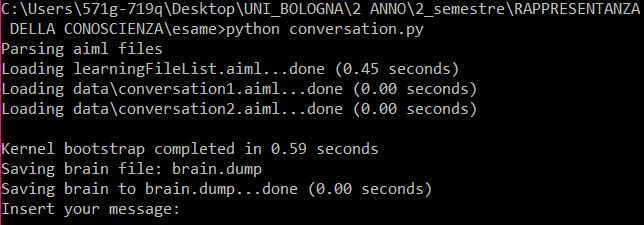 C:\Users\571g-719q\Desktop\UNI_BOLOGNA\2 ANNO\2_semestre\RAPPRESENTANZA
DELLA CONOSCIENZA\esame>python conversation.py
Parsing aiml files
Loading learningFileList.aiml...done (0.45 seconds)
Loading data\conversation1.aiml...done (0.00 seconds)
Loading data\conversation2.aiml...done (0.00 seconds)
Kernel bootstrap completed in 0.59 seconds
Saving brain file: brain.dump
Saving brain to brain.dump...done (0.00 seconds)
Insert your message: